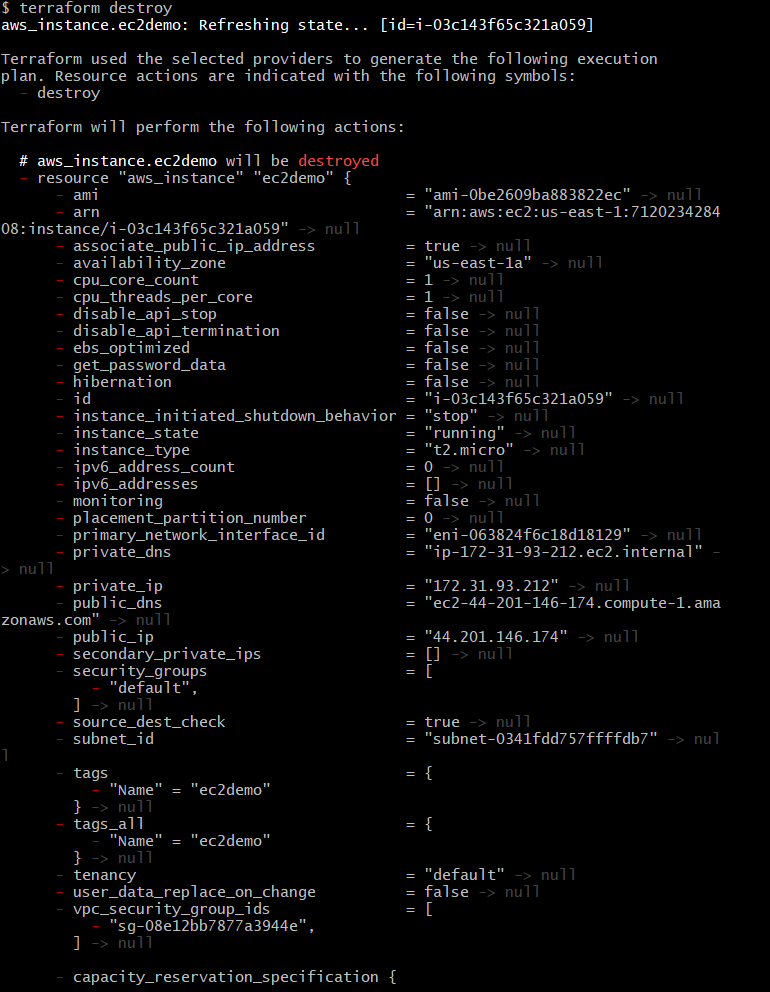 $ terraform destroy
aws_instance.ec2demo: Refreshing state... [id=i-03c143f65c321a059]
Terraform used the selected providers to generate the following execution
plan. Resource actions are indicated with the following symbols:
  - destroy
Terraform will perform the following actions:
  # aws_instance.ec2demo will be destroyed
  - resource "aws_instance" "ec2demo" {
      - ami                                  = "ami-0be2609ba883822ec" -> null
      - arn                                  = "arn:aws:ec2:us-east-1:7120234284
08:instance/i-03c143f65c321a059" -> null
      - associate_public_ip_address          = true -> null
      - availability_zone                    = "us-east-1a" -> null
      - cpu_core_count                       = 1 -> null
      - cpu_threads_per_core                 = 1 -> null
      - disable_api_stop                     = false -> null
      - disable_api_termination              = false -> null
      - ebs_optimized                        = false -> null
      - get_password_data                    = false -> null
      - hibernation                          = false -> null
      - id                                   = "i-03c143f65c321a059" -> null
      - instance_initiated_shutdown_behavior = "stop" -> null
      - instance_state                       = "running" -> null
      - instance_type                        = "t2.micro" -> null
      - ipv6_address_count                   = 0 -> null
      - ipv6_addresses                       = [] -> null
      - monitoring                           = false -> null
      - placement_partition_number           = 0 -> null
      - primary_network_interface_id         = "eni-063824f6c18d18129" -> null
      - private_dns                          = "ip-172-31-93-212.ec2.internal" -
> null
      - private_ip                           = "172.31.93.212" -> null
      - public_dns                           = "ec2-44-201-146-174.compute-1.ama
zonaws.com" -> null
      - public_ip                            = "44.201.146.174" -> null
      - secondary_private_ips                = [] -> null
      - security_groups                      = [
          - "default",
        ] -> null
      - source_dest_check                    = true -> null
      - subnet_id                            = "subnet-0341fdd757ffffdb7" -> nul
l
      - tags                                 = {
          - "Name" = "ec2demo"
        } -> null
      - tags_all                             = {
          - "Name" = "ec2demo"
        } -> null
      - tenancy                              = "default" -> null
      - user_data_replace_on_change          = false -> null
      - vpc_security_group_ids               = [
          - "sg-08e12bb7877a3944e",
        ] -> null
      - capacity_reservation_specification {